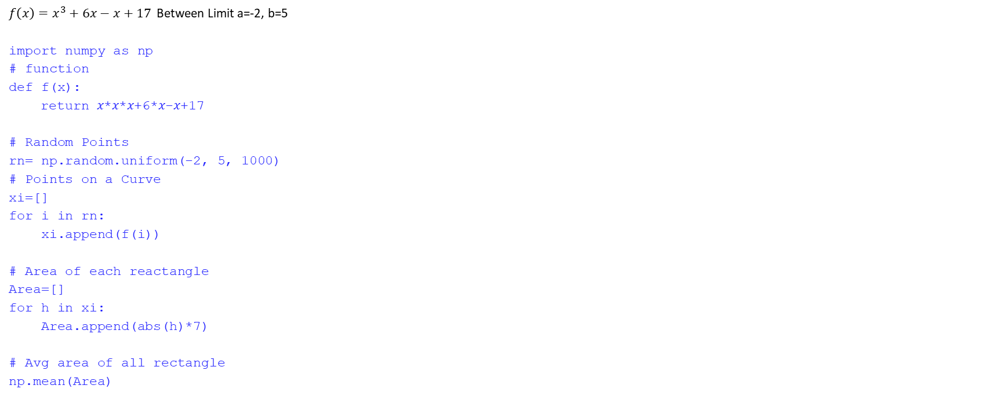 f(x) = x³ + 6x − x + 17 Between Limit a=-2, b=5
import numpy as np
# function
def f(x):
    return x*x*x+6*x−x+17
# Random Points
rn= np.random.uniform(-2, 5, 1000)
# Points on a Curve
xi=[]
for i in rn:
    xi.append(f(i))
# Area of each reactangle
Area=[]
for h in xi:
    Area.append(abs(h)*7)
# Avg area of all rectangle
np.mean(Area)